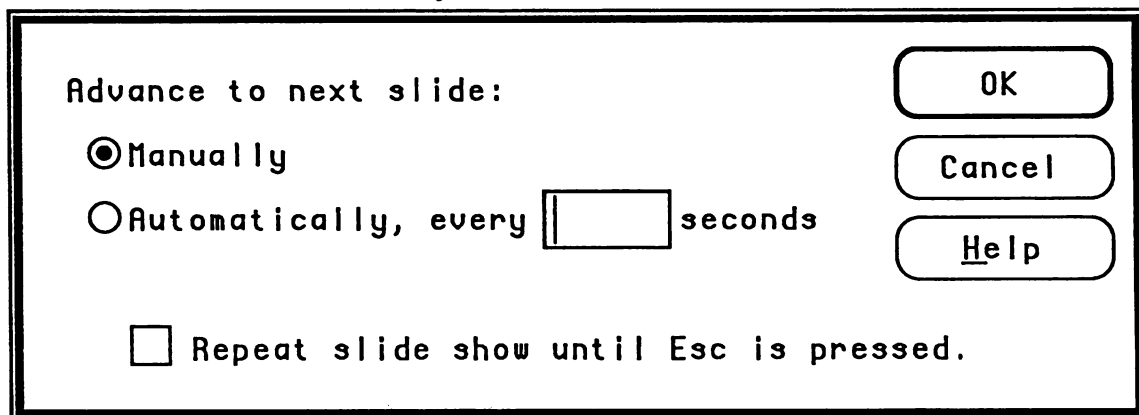 Advance to next slide:
Manually
Automatically, every seconds
Repeat slide show until Esc is pressed.
OK
Cancel
Help